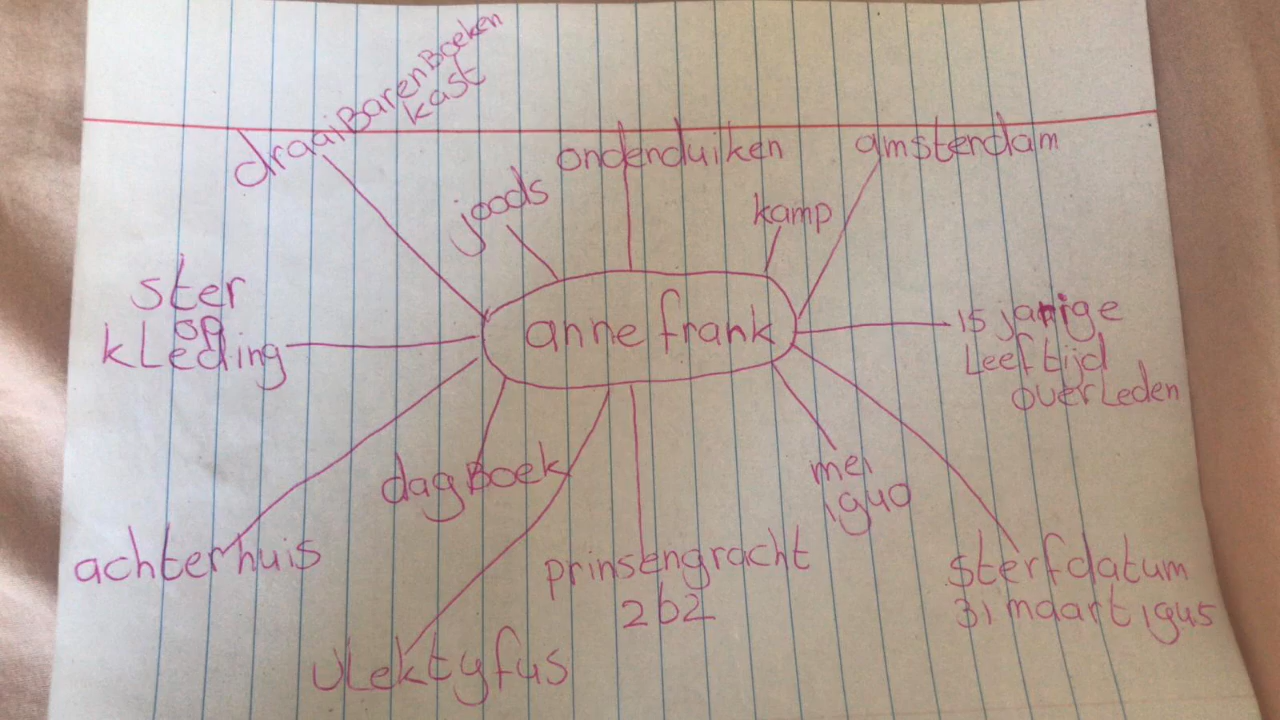 draaiBarenBoeken
kast
joods
onderduiken
kamp
amsterdam
ster
op
kLeding
anne frank
15 jarige
Leeftijd
overLeden
dagBoek
mei
1940
achterhuis
prinsengracht
262
sterfdatum
31 maart 1945
vLektyfus